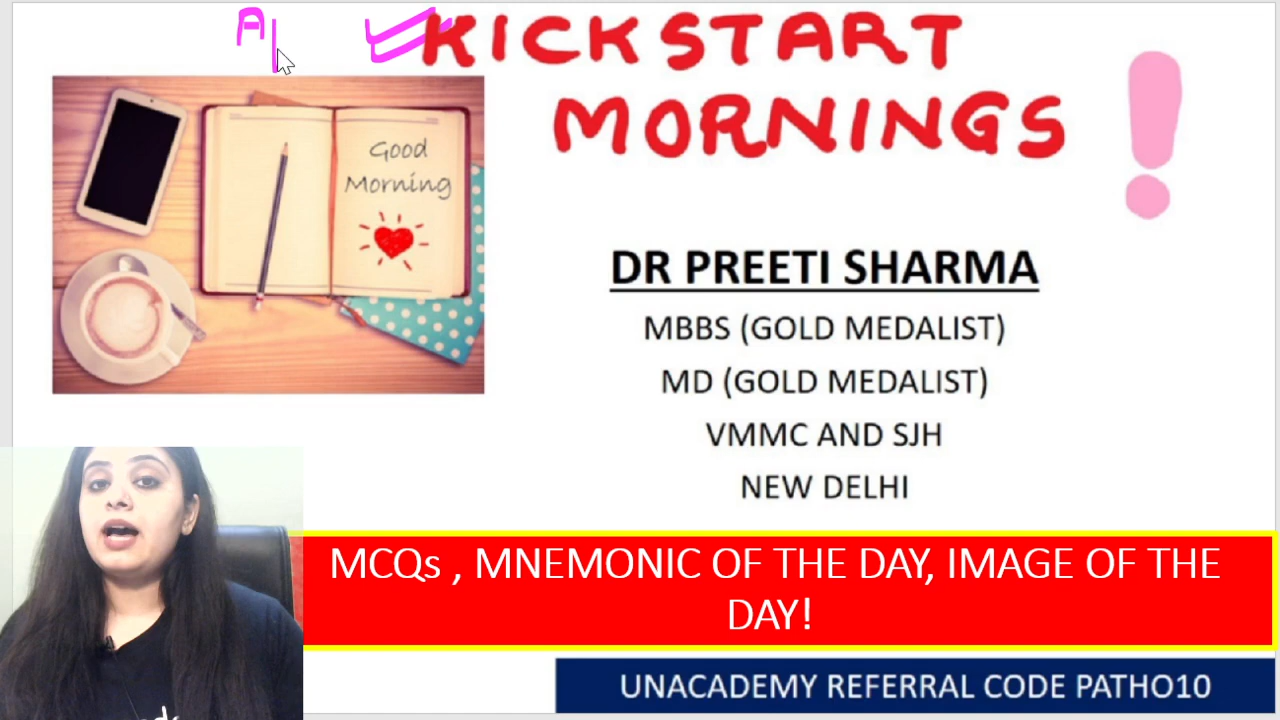 A
KICKSTART
MORNINGS !
Good
Morning
DR PREETI SHARMA
MBBS (GOLD MEDALIST)
MD (GOLD MEDALIST)
VMMC AND SJH
NEW DELHI
MCQs , MNEMONIC OF THE DAY, IMAGE OF THE
DAY!
UNACADEMY REFERRAL CODE PATHO10